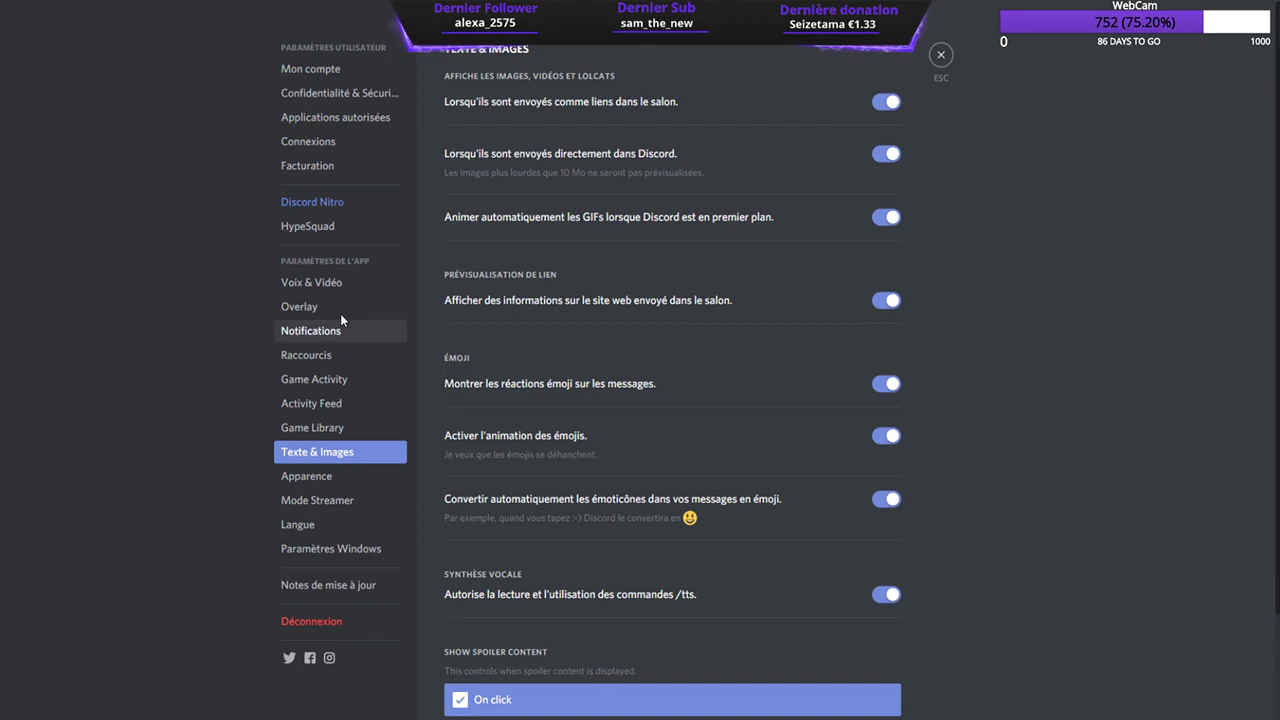 Dernier Follower
alexa_2575
Dernier Sub
sam_the_new
Dernière donation
Seizetama €1.33
WebCam
752 (75.20%)
0
86 DAYS TO GO
1000
PARAMÈTRES UTILISATEUR
Mon compte
Confidentialité & Sécuri...
Applications autorisées
Connexions
Facturation
Discord Nitro
HypeSquad
PARAMÈTRES DE L'APP
Voix & Vidéo
Overlay
Notifications
Raccourcis
Game Activity
Activity Feed
Game Library
Texte & Images
Apparence
Mode Streamer
Langue
Paramètres Windows
Notes de mise à jour
Déconnexion
TEXTE & IMAGES
AFFICHE LES IMAGES, VIDÉOS ET LOLCATS
Lorsqu'ils sont envoyés comme liens dans le salon.
Lorsqu'ils sont envoyés directement dans Discord.
Les images plus lourdes que 10 Mo ne seront pas prévisualisées.
Animer automatiquement les GIFs lorsque Discord est en premier plan.
PRÉVISUALISATION DE LIEN
Afficher des informations sur le site web envoyé dans le salon.
ÉMOJI
Montrer les réactions émoji sur les messages.
Activer l'animation des émojis.
Je veux que les émojis se déhanchent.
Convertir automatiquement les émoticônes dans vos messages en émoji.
Par exemple, quand vous tapez :-) Discord le convertira en
SYNTHÈSE VOCALE
Autorise la lecture et l'utilisation des commandes /tts.
SHOW SPOILER CONTENT
This controls when spoiler content is displayed.
On click
ESC